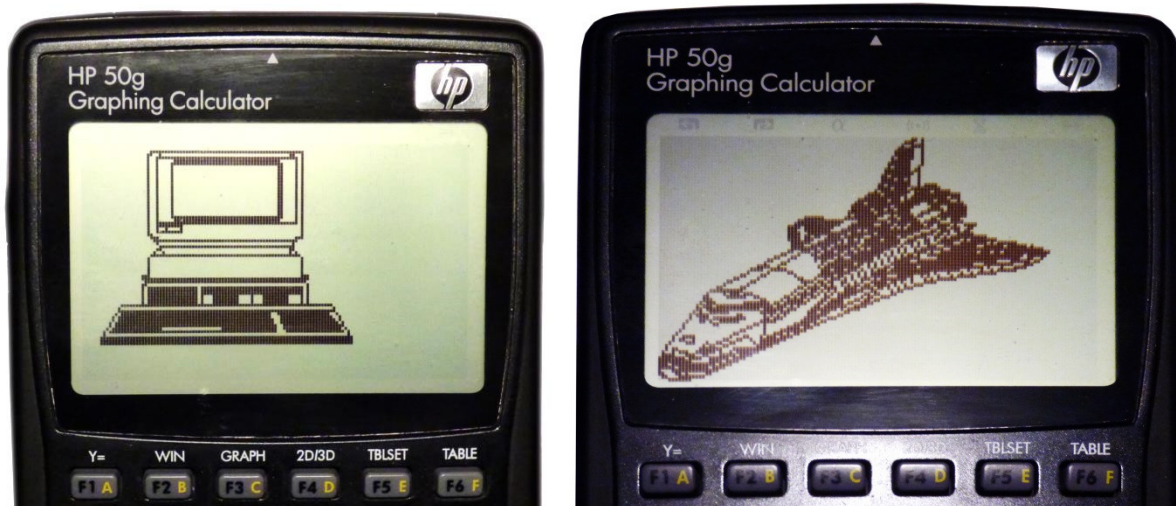 HP 50g
Graphing Calculator
hp
Y= WIN GRAPH 2D/3D TBLSET TABLE
F1 A F2 B F3 C F4 D F5 E F6 F
HP 50g
Graphing Calculator
hp
Y= WIN TBLSET TABLE
F1 A F2 B F3 C F4 D F5 E F6 F